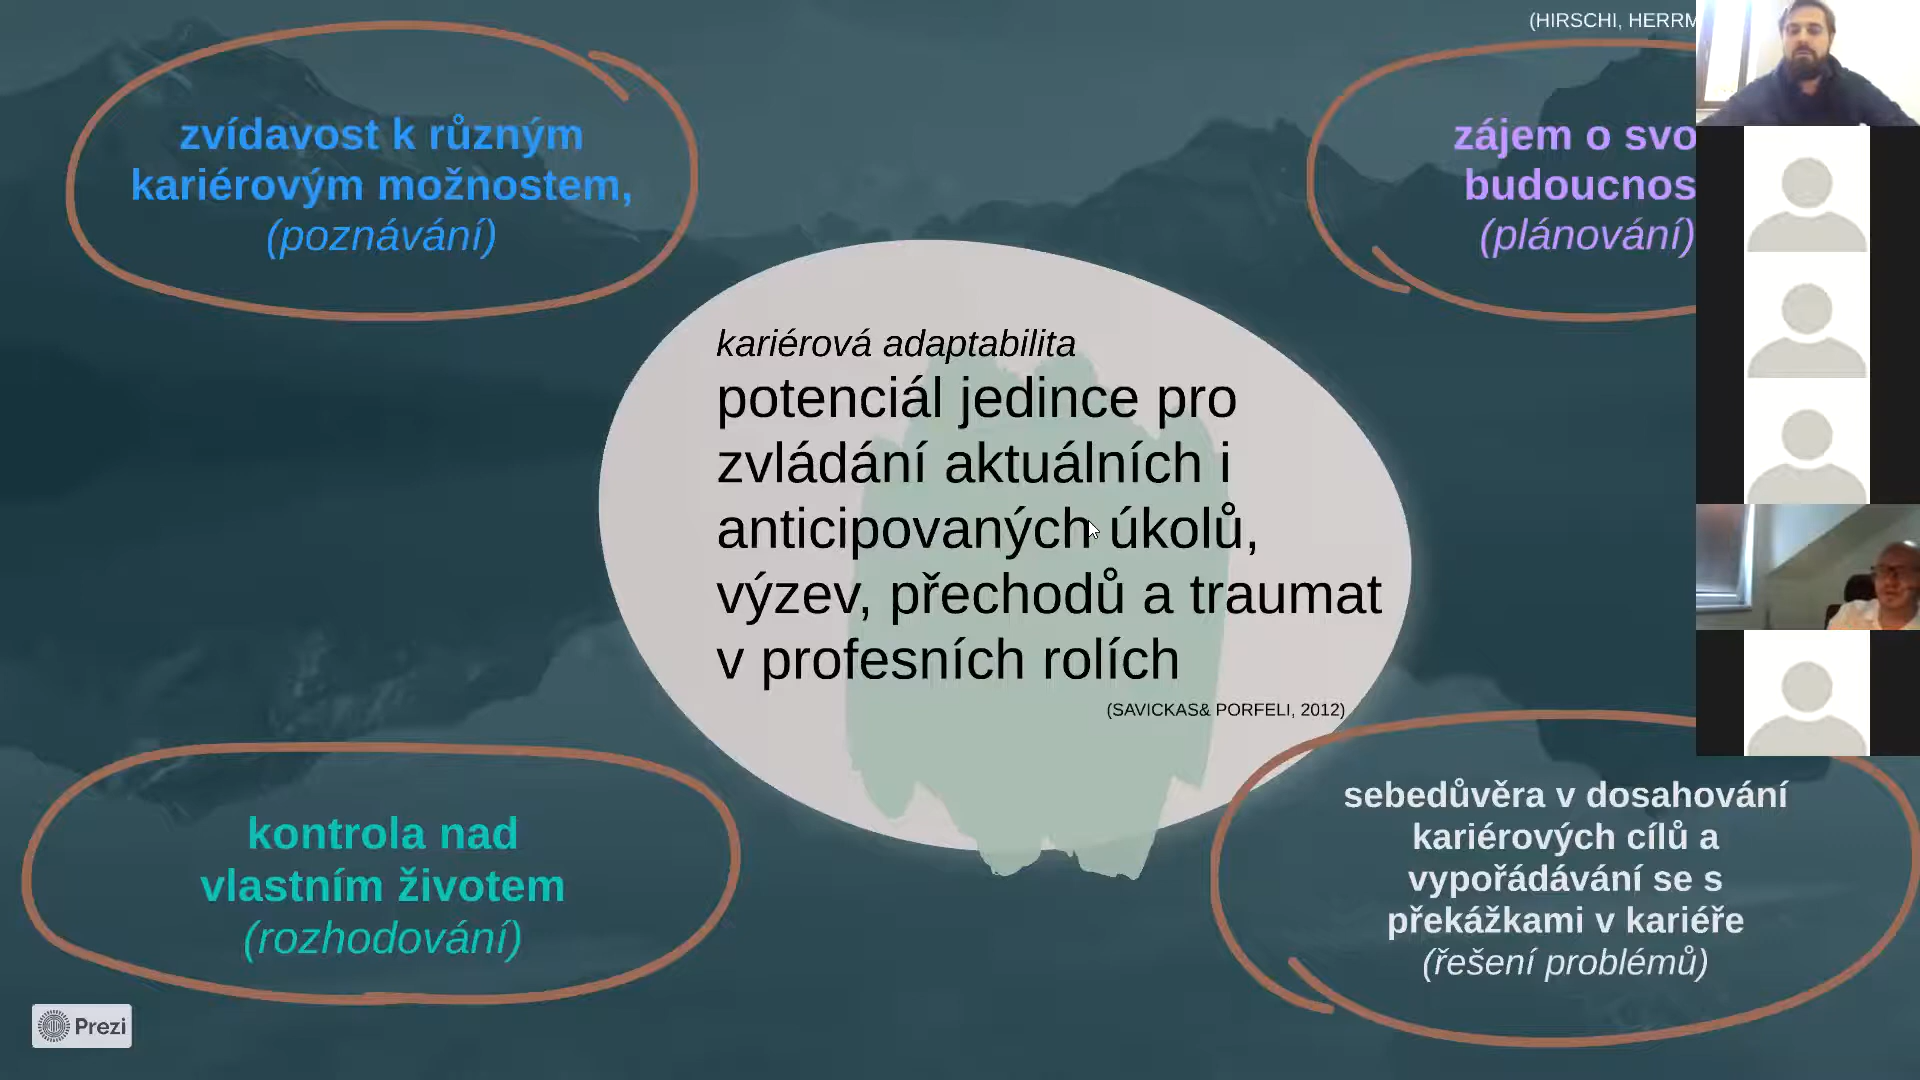 (HIRSCHI,
zvídavost k různým
kariérovým možnostem,
(poznávání)
zájem o
budoucnos
(plánování)
kariérová adaptabilita
potenciál jedince pro
zvládání aktuálních i
anticipovaných úkolů,
výzev, přechodů a traumat
v profesních rolích
(SAVICKAS& PORFELI, 2012)
kontrola nad
vlastním životem
(rozhodování)
sebedůvěra v dosahování
kariérových cílů a
vypořádávání se s
překážkami v kariéře
(řešení problémů)
Prezi